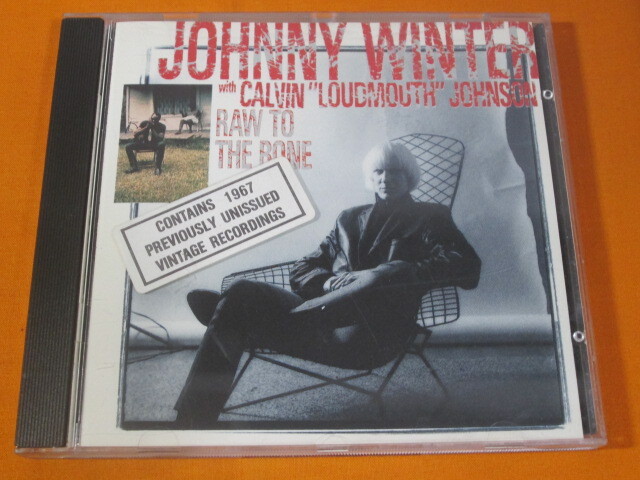 JOHNNY WINTER
with CALVIN "LOUDMOUTH" JOHNSON
RAW TO
THE BONE
CONTAINS 1967
PREVIOUSLY UNISSUED
VINTAGE RECORDINGS